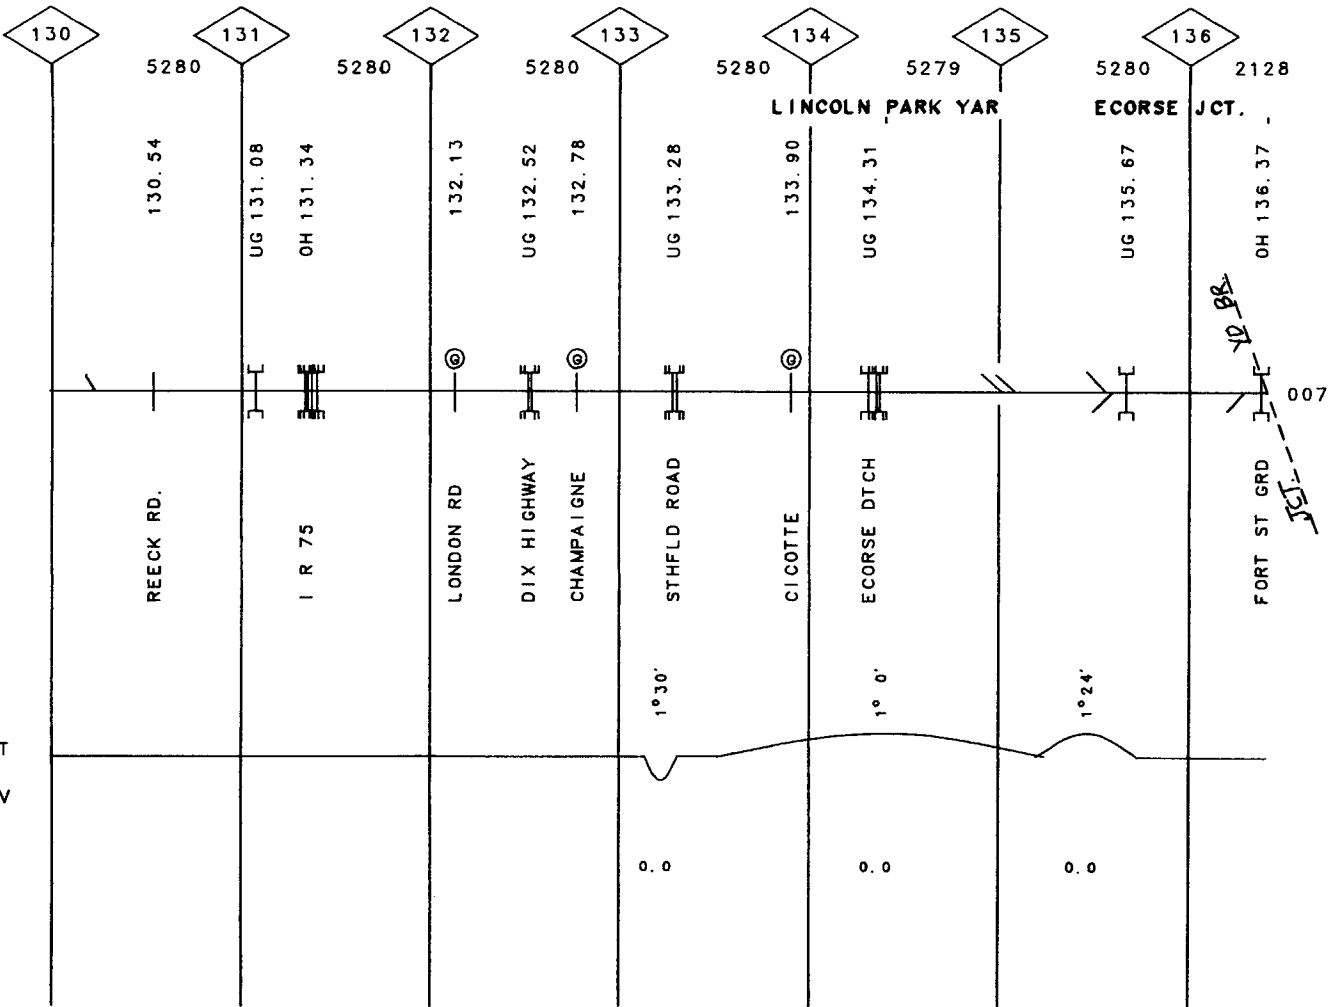 130 131 132 133 134 135 136
5280 5280 5280 5280 5279 5280 2128
LINCOLN PARK YAR ECORSE JCT.
130.54
UG 131.08
OH 131.34
132.13
UG 132.52
132.78
UG 133.28
133.90
UG 134.31
UG 135.67
OH 136.37
YD BR.
G G G
007
JCT.
REECK RD.
I R 75
LONDON RD
DIX HIGHWAY
CHAMPAIGNE
STHFLD ROAD
CICOTTE
ECORSE DTCH
FORT ST GRD
1°30' 1° 0' 1°24'
T
V
0.0 0.0 0.0